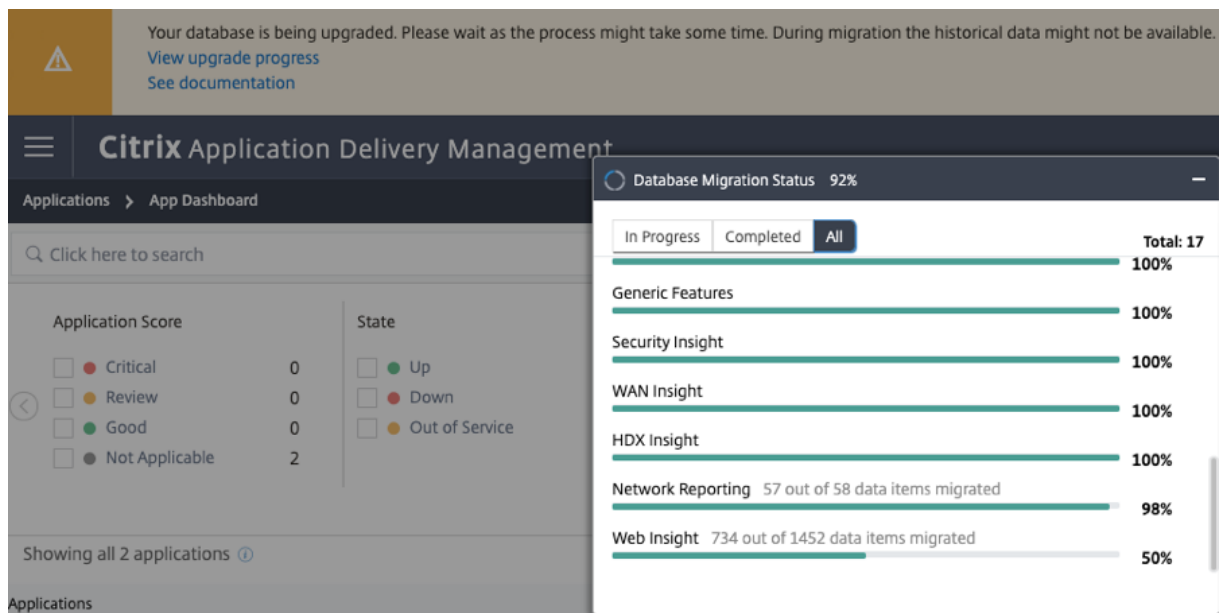 Your database is being upgraded. Please wait as the process might take some time. During migration the historical data might not be available.
View upgrade progress
See documentation
Citrix Application Delivery Management
Applications > App Dashboard
Click here to search
Application Score
Critical 0
Review 0
Good 0
Not Applicable 2
State
Up
Down
Out of Service
Showing all 2 applications
Applications
Database Migration Status 92%
In Progress Completed All
Total: 17
100%
Generic Features
100%
Security Insight
100%
WAN Insight
100%
HDX Insight
100%
Network Reporting 57 out of 58 data items migrated
98%
Web Insight 734 out of 1452 data items migrated
50%